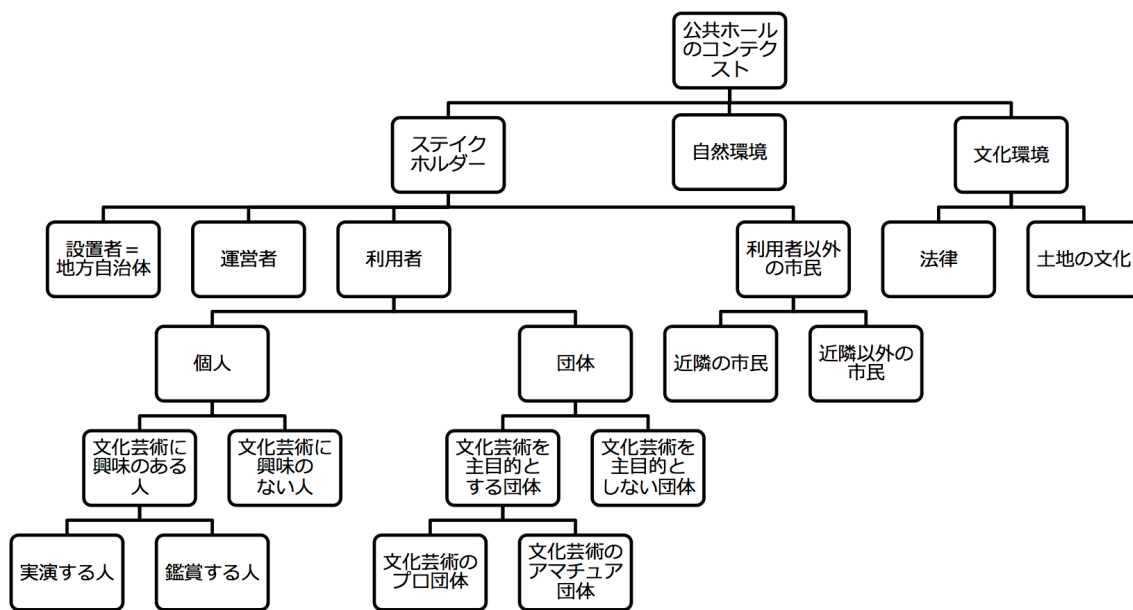 公共ホール
のコンテク
スト
ステイク
ホルダー
自然環境
文化環境
設置者＝
地方自治体
運営者
利用者
利用者以外
の市民
法律
土地の文化
個人
団体
近隣の市民
近隣以外の
市民
文化芸術に
興味のある
人
文化芸術に
興味の
ない人
文化芸術を
主目的と
する団体
文化芸術を
主目的と
しない団体
実演する人
鑑賞する人
文化芸術の
プロ団体
文化芸術の
アマチュア
団体